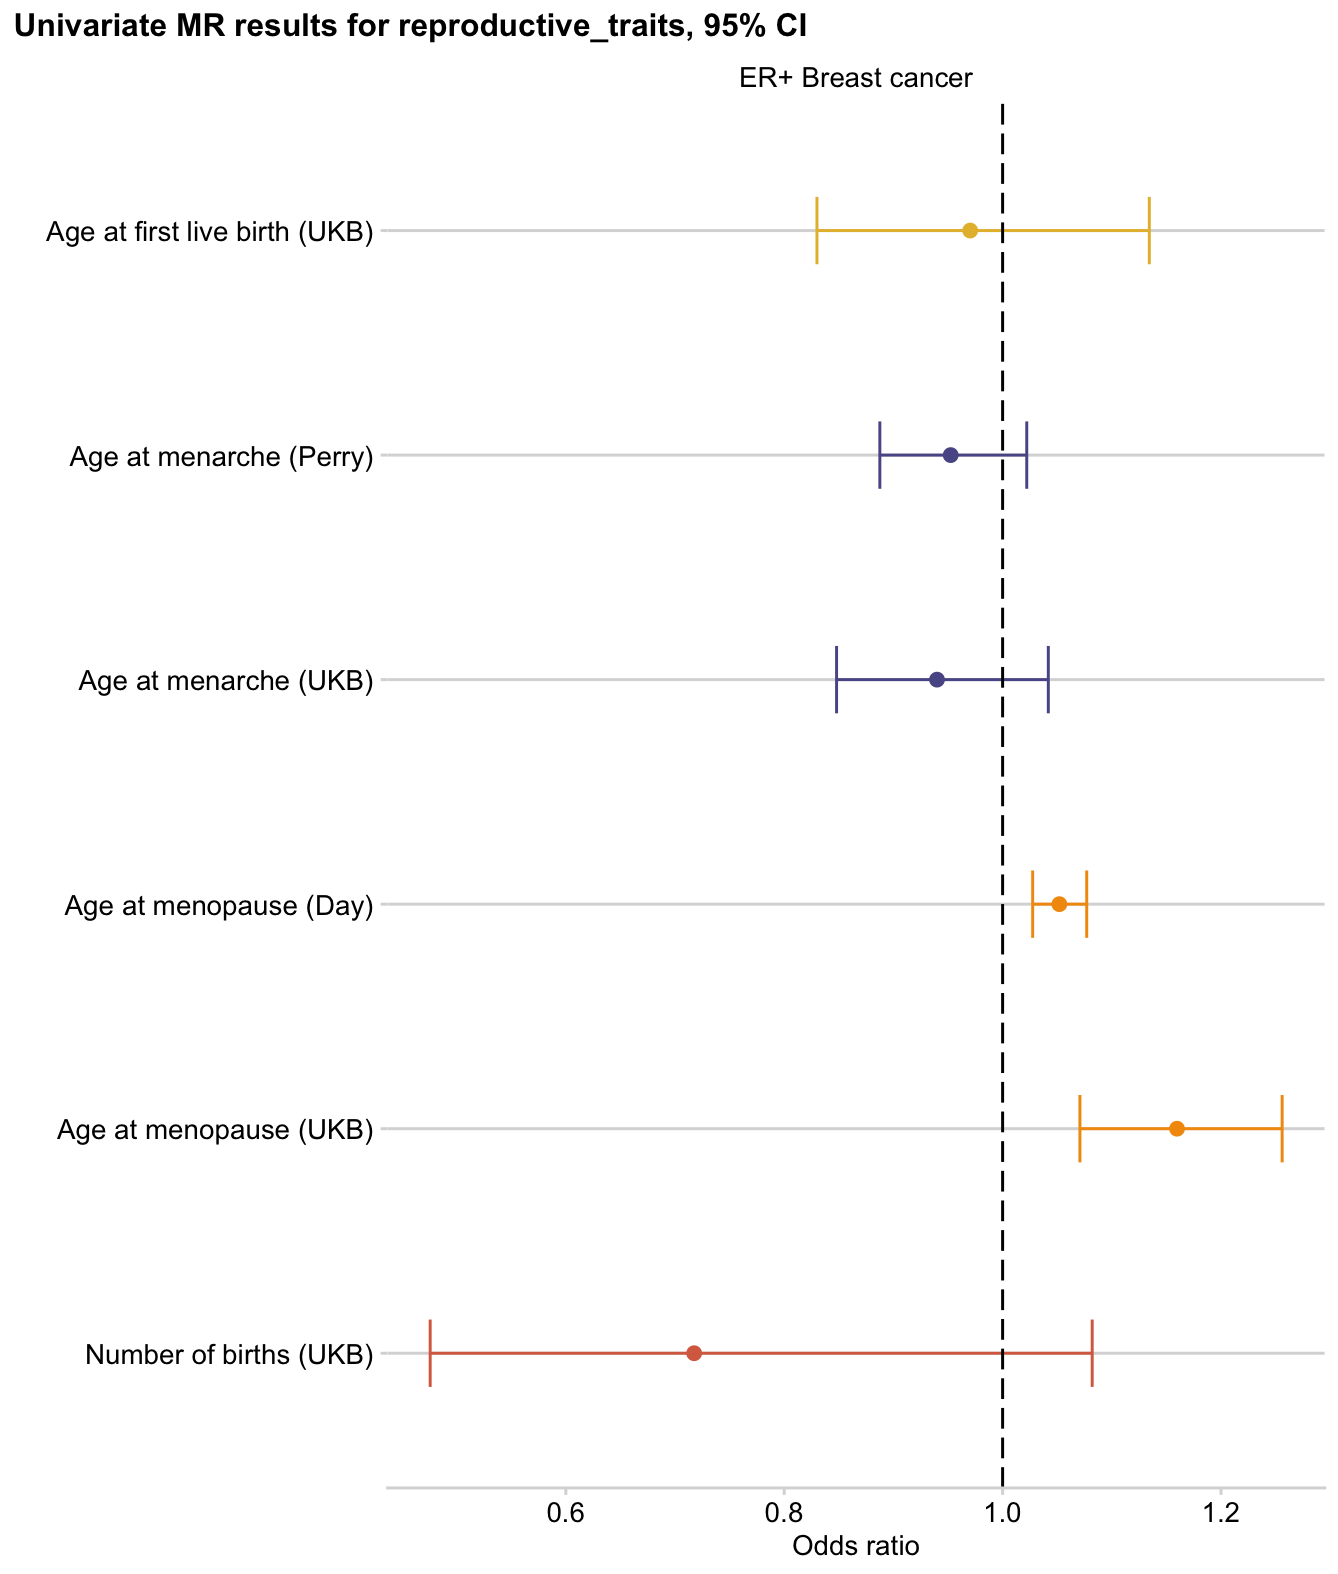 Univariate MR results for reproductive_traits, 95% CI
ER+ Breast cancer
Age at first live birth (UKB)
Age at menarche (Perry)
Age at menarche (UKB)
Age at menopause (Day)
Age at menopause (UKB)
Number of births (UKB)
0.6 0.8 1.0 1.2
Odds ratio